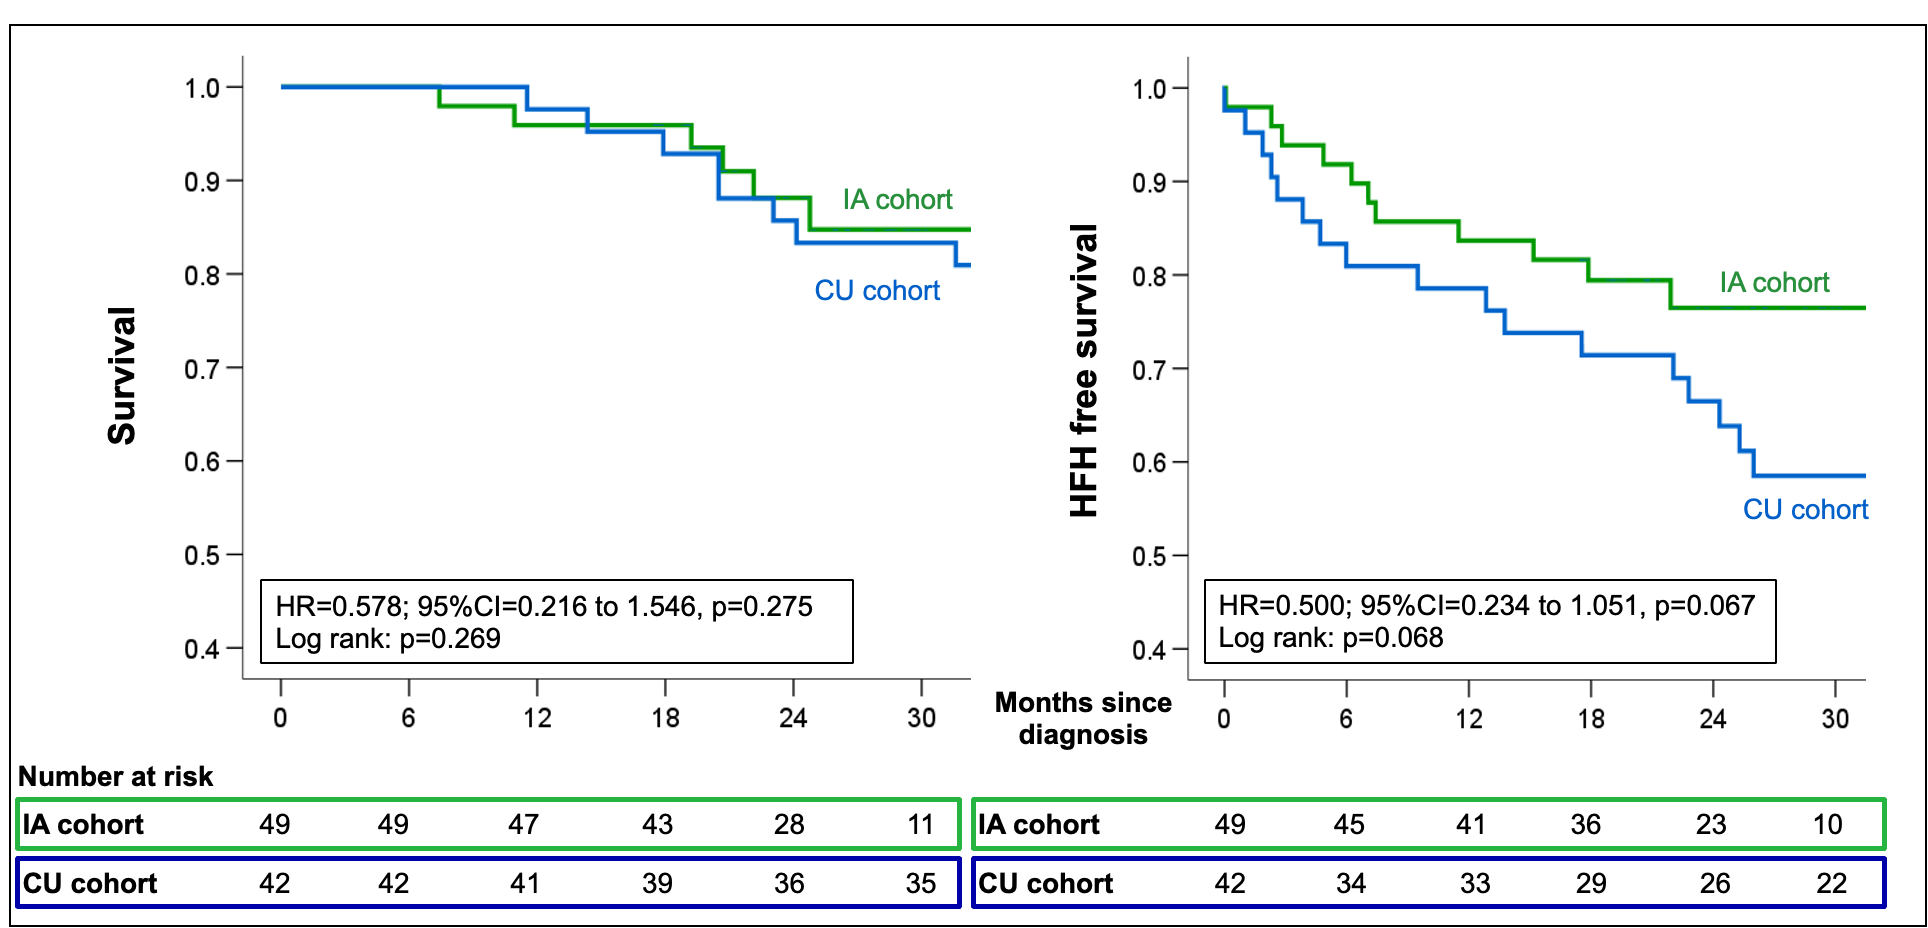 Survival
1.0
0.9
0.8
0.7
0.6
0.5
0.4
IA cohort
CU cohort
HR=0.578; 95%CI=0.216 to 1.546, p=0.275
Log rank: p=0.269
0 6 12 18 24 30
HFH free survival
1.0
0.9
0.8
0.7
0.6
0.5
0.4
IA cohort
CU cohort
HR=0.500; 95%CI=0.234 to 1.051, p=0.067
Log rank: p=0.068
0 6 12 18 24 30
Months since
diagnosis
Number at risk
IA cohort 49 49 47 43 28 11
CU cohort 42 42 41 39 36 35
IA cohort 49 45 41 36 23 10
CU cohort 42 34 33 29 26 22